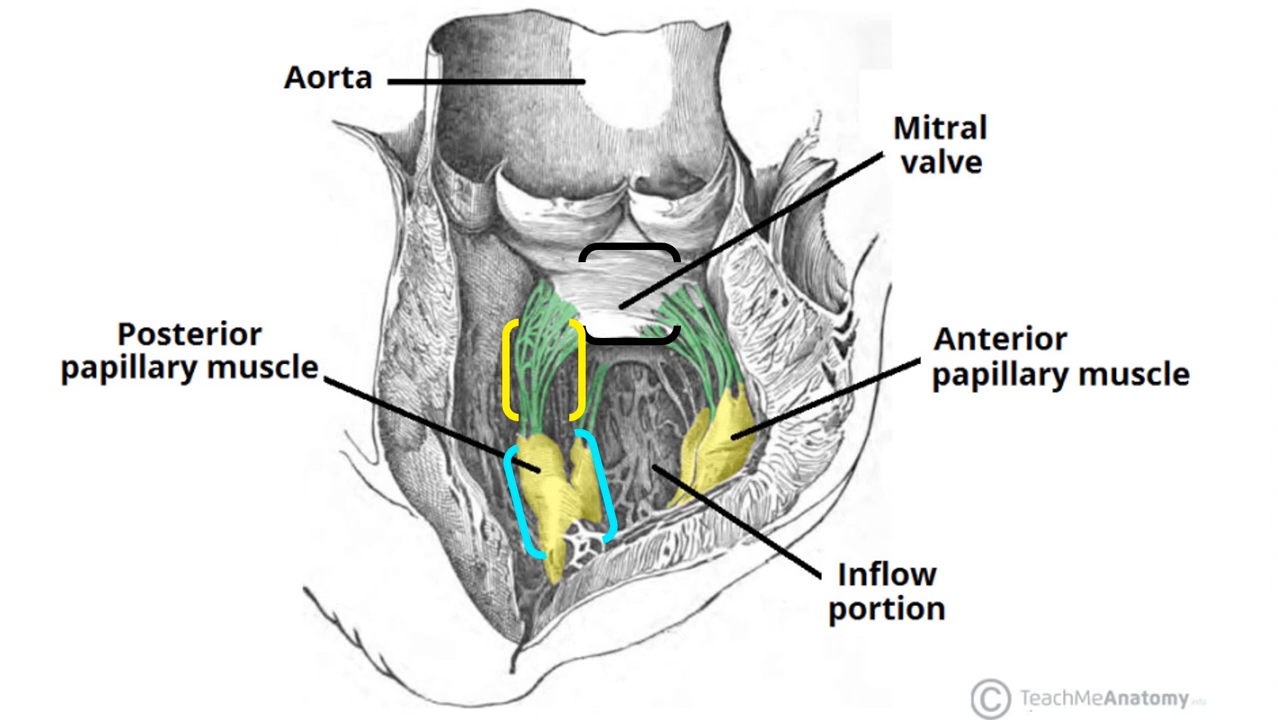 Aorta
Mitral
valve
Posterior
papillary muscle
Anterior
papillary muscle
Inflow
portion
© TeachMeAnatomy